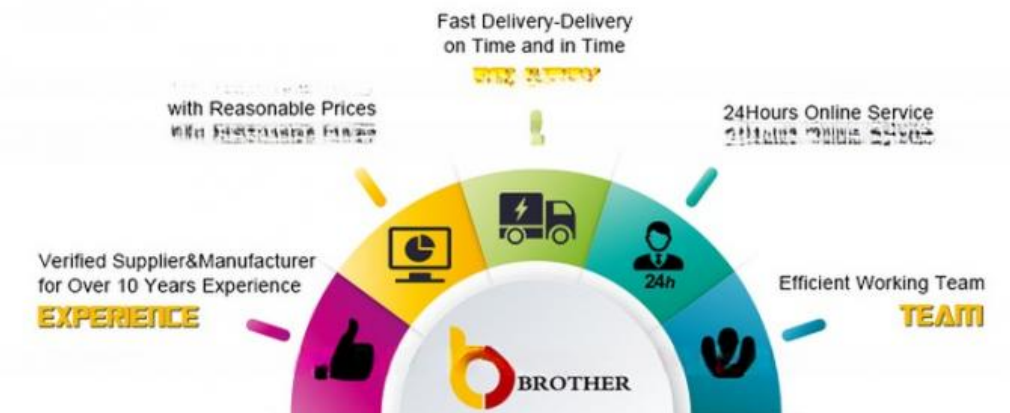 Fast Delivery-Delivery
on Time and in Time
with Reasonable Prices
24Hours Online Service
Verified Supplier&Manufacturer
for Over 10 Years Experience
EXPERIENCE
Efficient Working Team
TEAM
24h
BROTHER